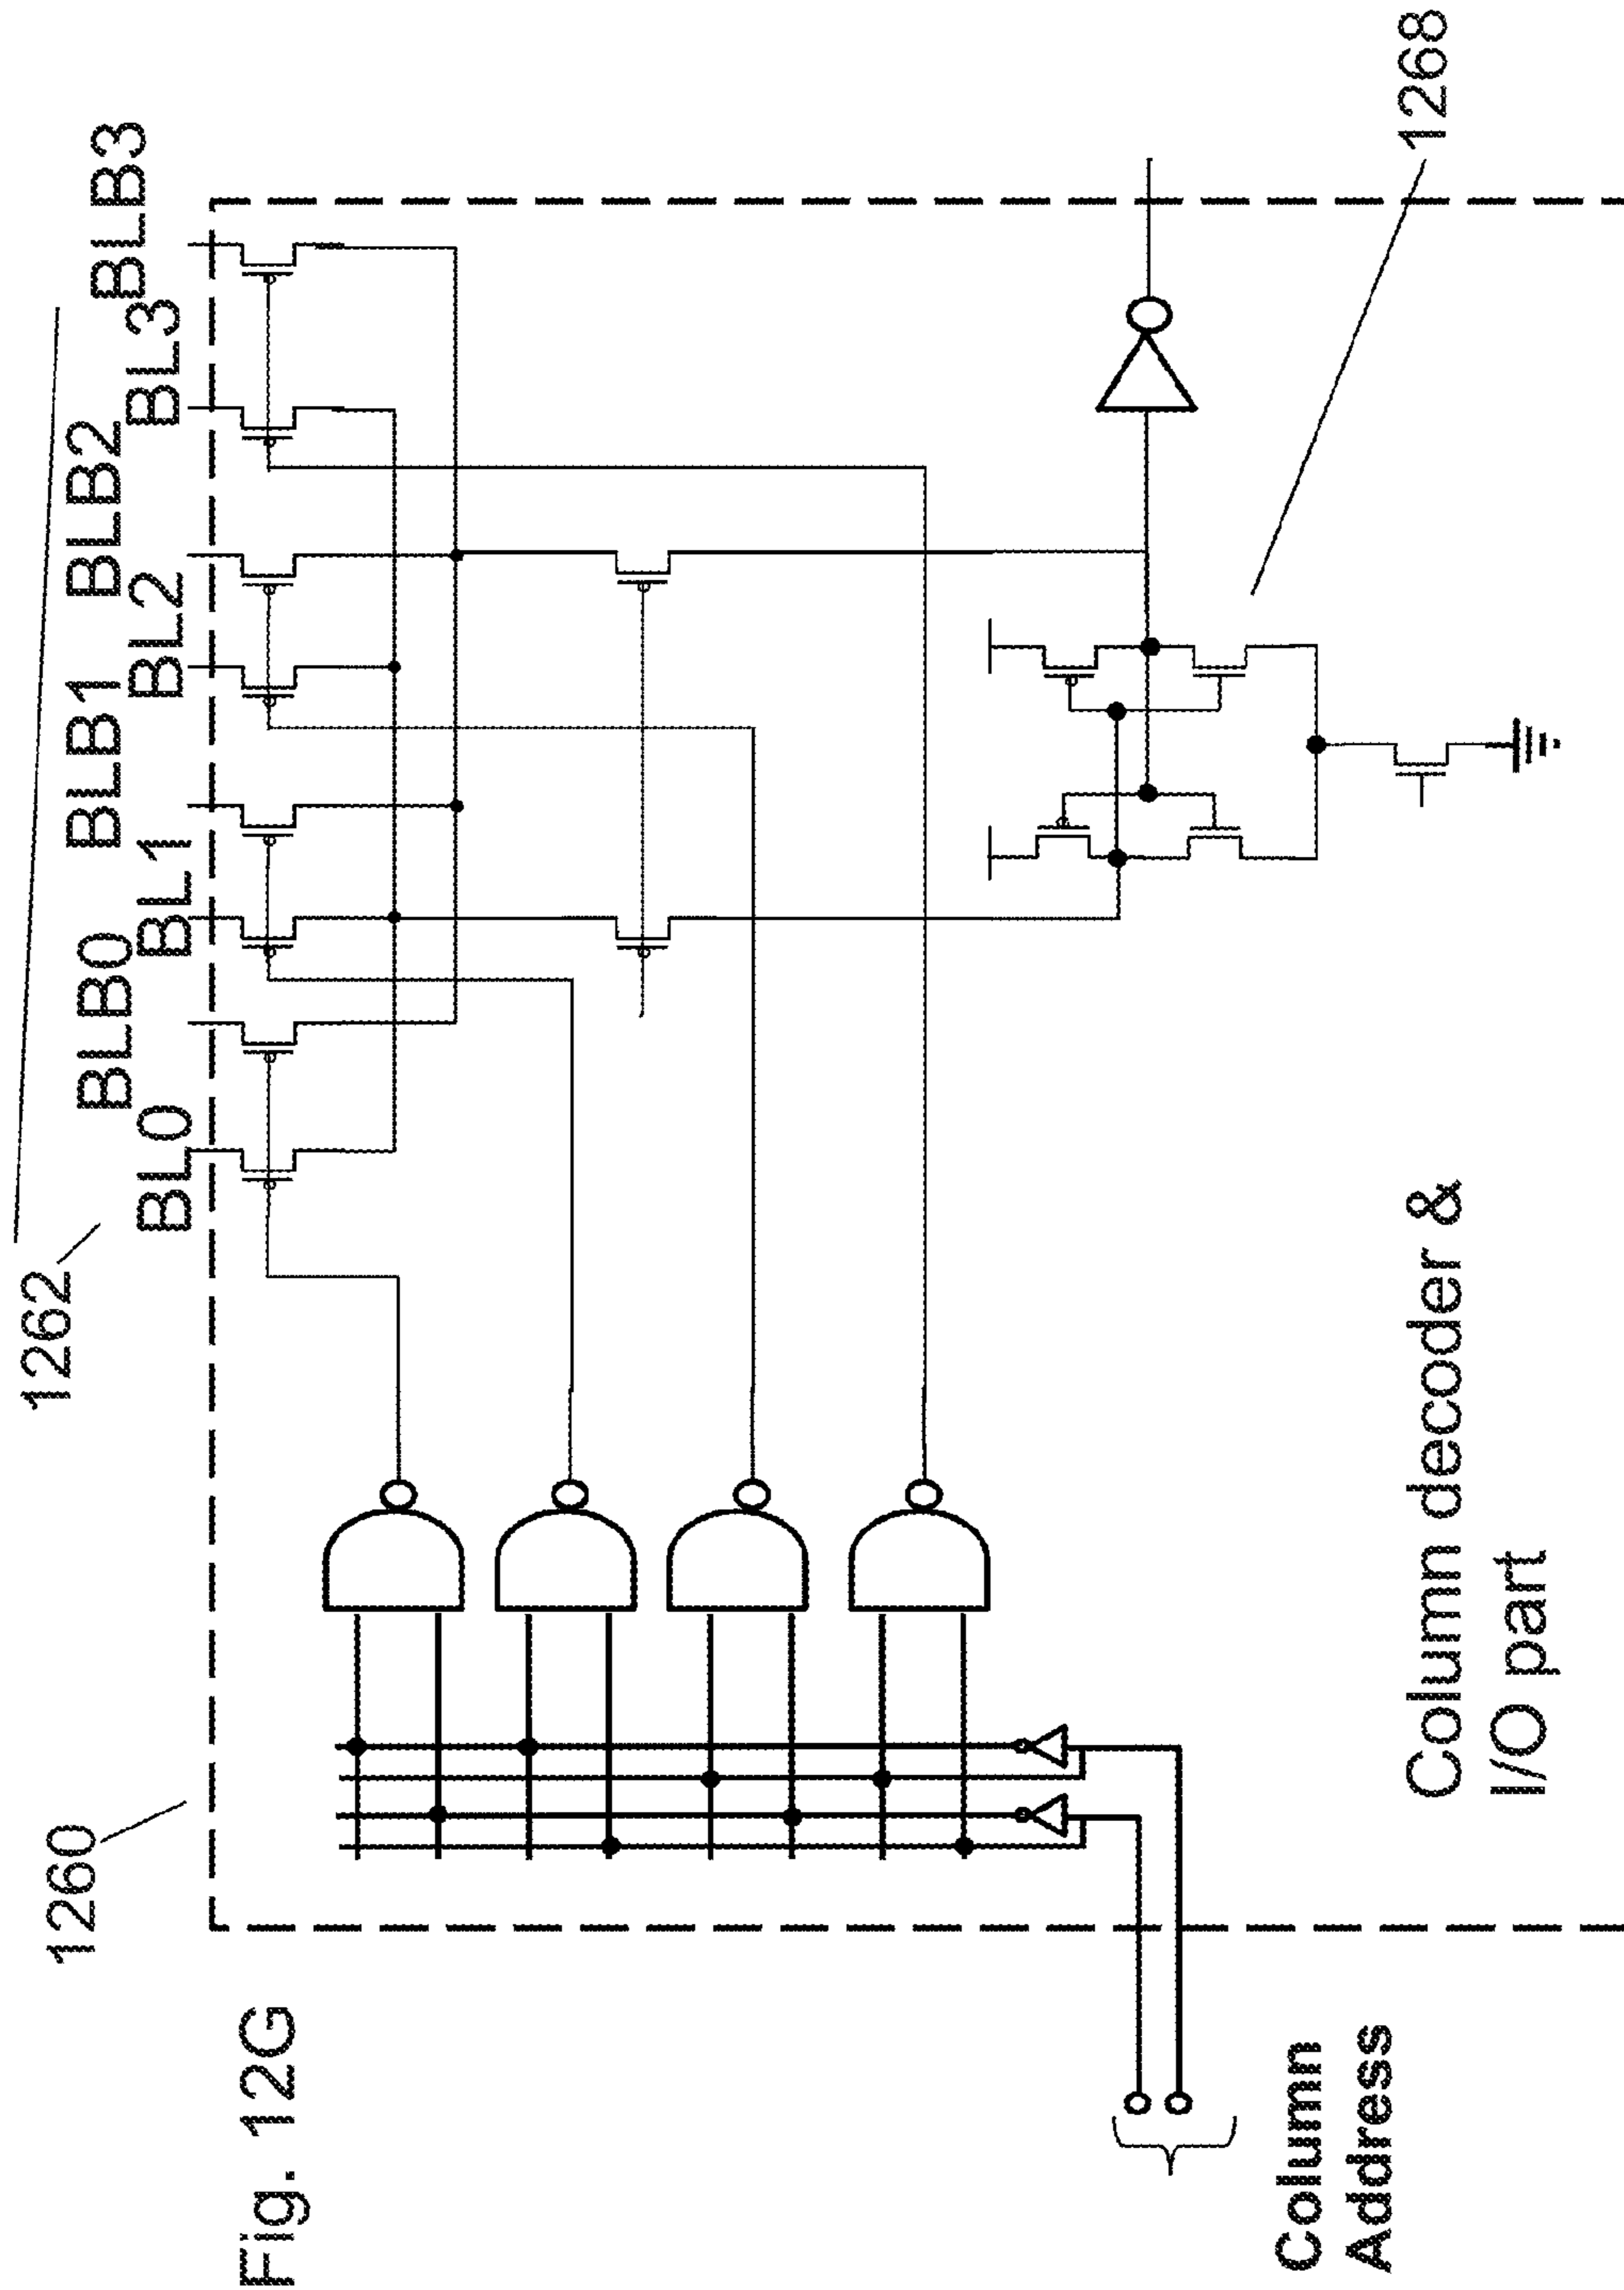 Fig. 12G
1260
1262
BL0
BLB0
BL1
BLB1
BL2
BLB2
BL3
BLB3
1268
Column
Address
Column decoder &
I/O part